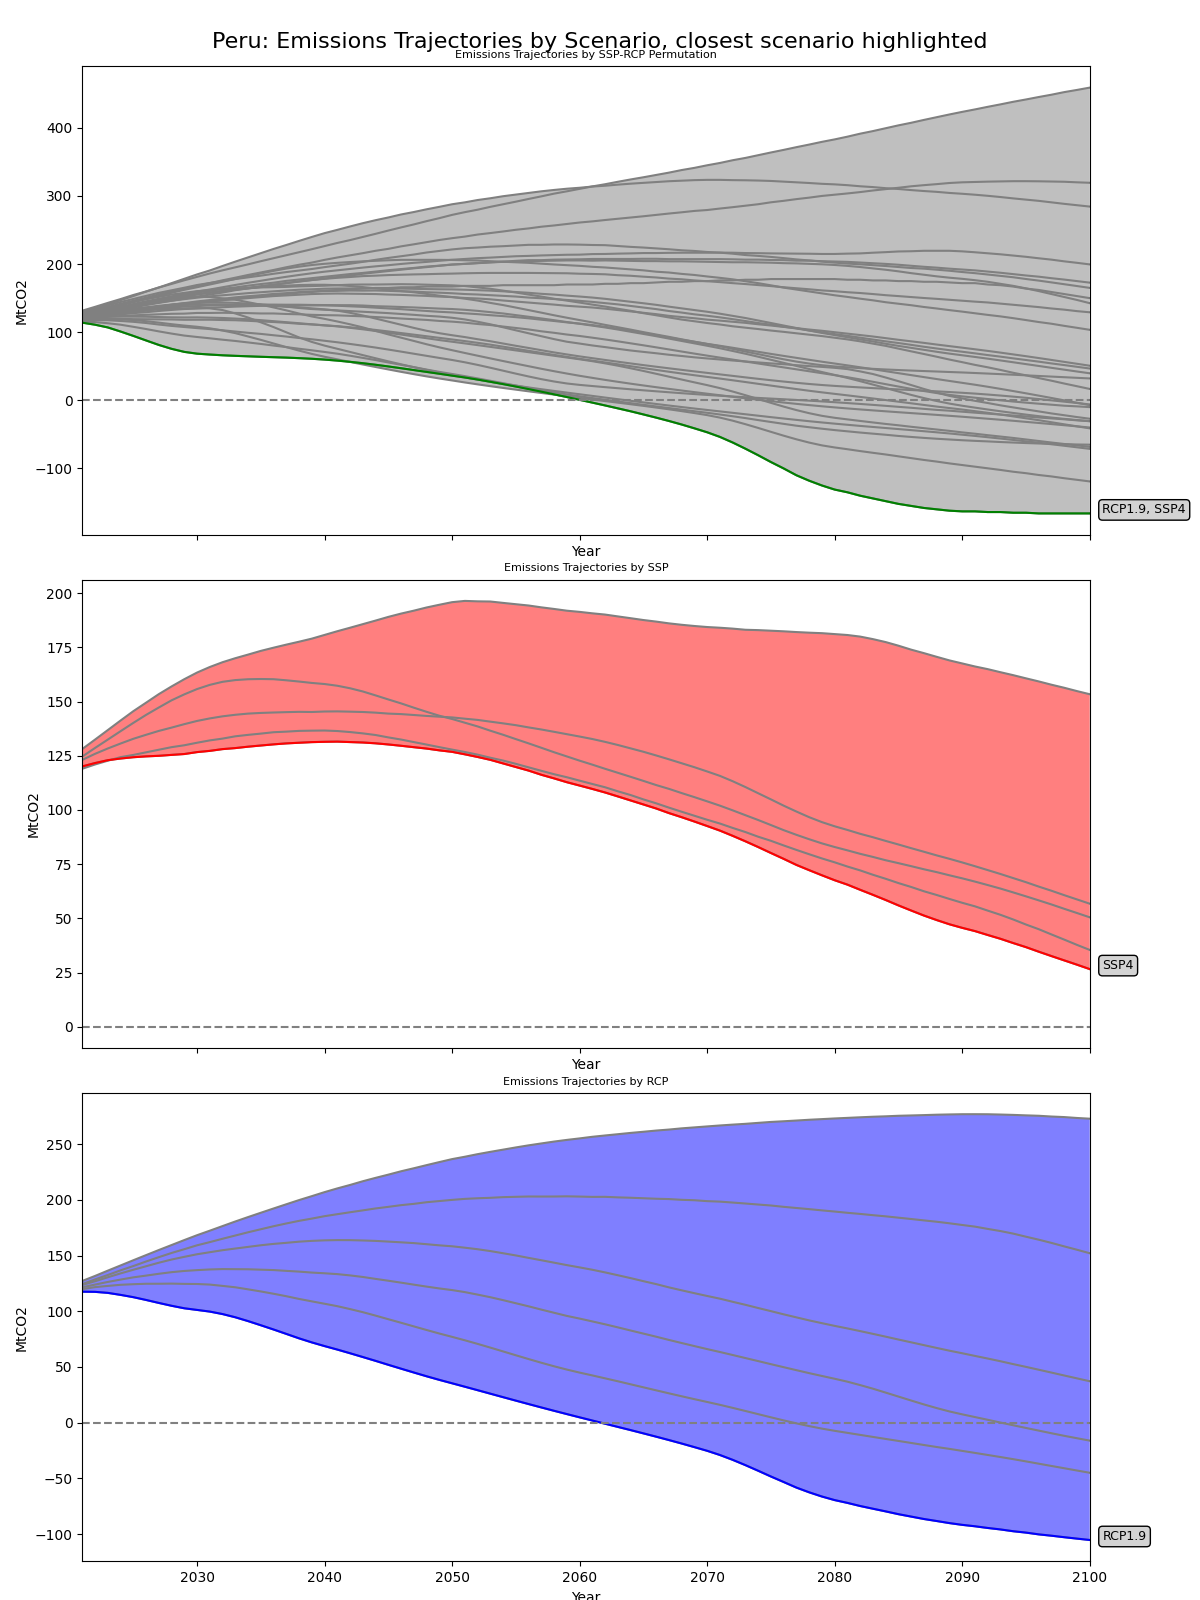 Peru: Emissions Trajectories by Scenario, closest scenario highlighted
Emissions Trajectories by SSP-RCP Permutation
400
300
200
100
0
−100
MtCO2
RCP1.9, SSP4
Year
Emissions Trajectories by SSP
200
175
150
125
100
75
50
25
0
MtCO2
SSP4
Year
Emissions Trajectories by RCP
250
200
150
100
50
0
−50
−100
MtCO2
RCP1.9
2030 2040 2050 2060 2070 2080 2090 2100
Year